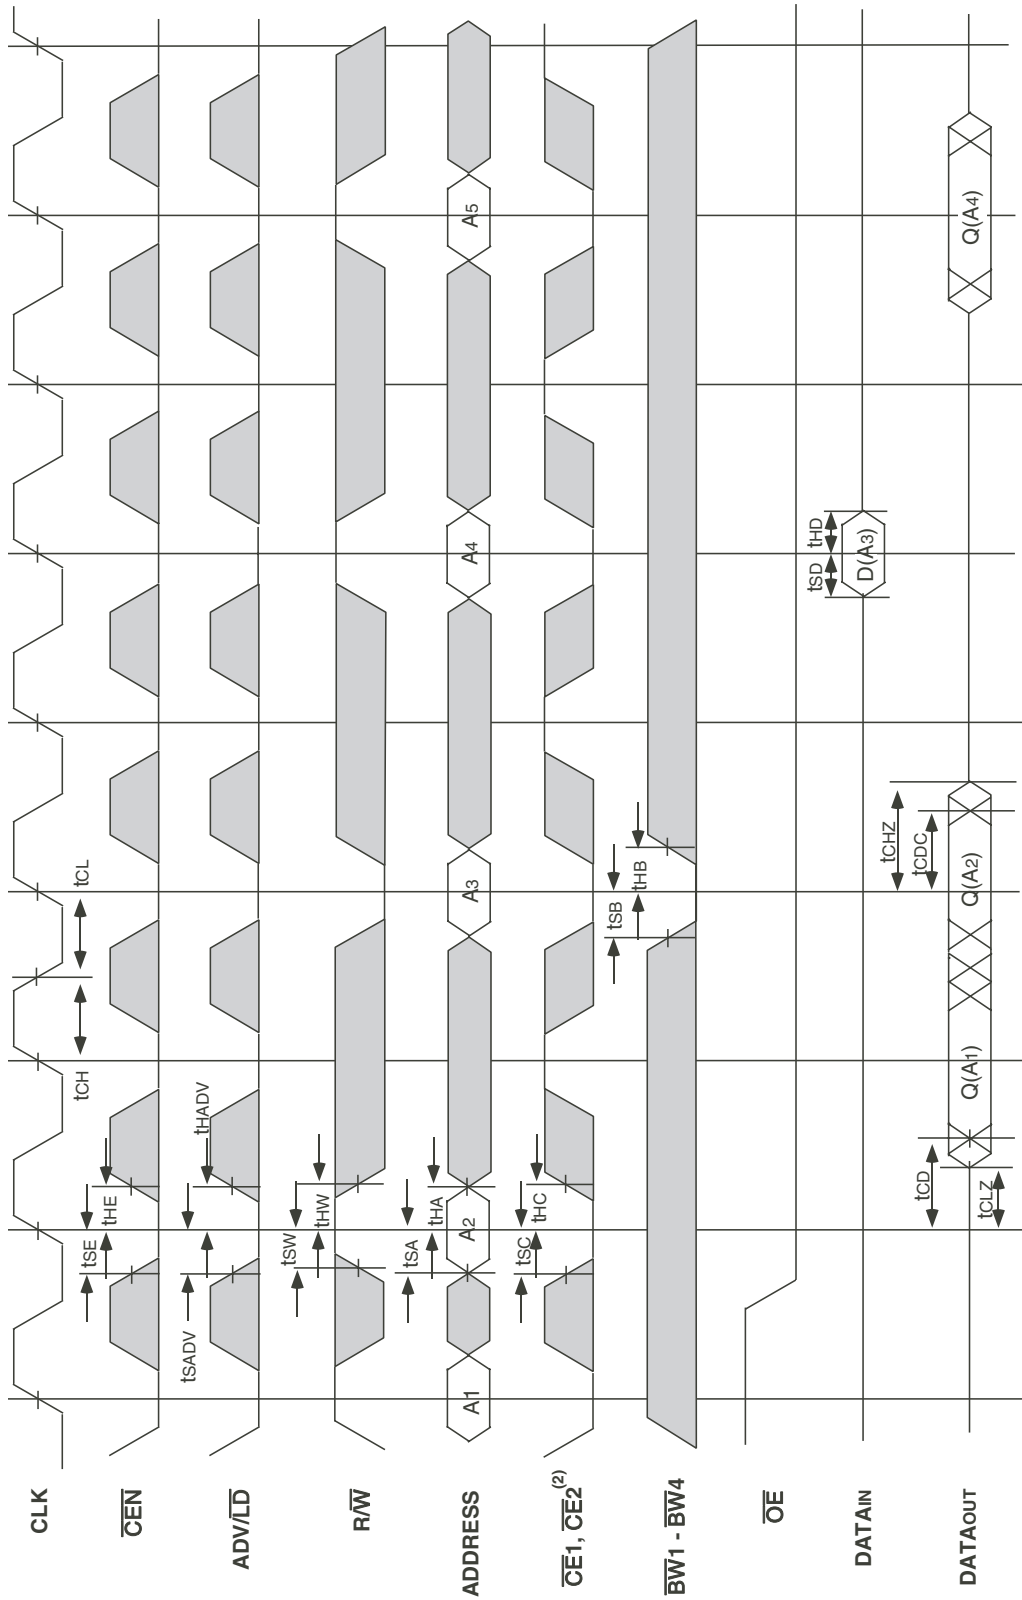 CLK
tCH
tCL
CEN
tSE
tHE
ADV/LD
tSADV
tHADV
R/W
tSW
tHW
ADDRESS
A1
A2
A3
A4
A5
tSA
tHA
CE1, CE2(2)
tSC
tHC
BW1 - BW4
tSB
tHB
OE
DATAIN
D(A3)
tSD
tHD
DATAOUT
Q(A1)
Q(A2)
Q(A4)
tCD
tCLZ
tCHZ
tCDC